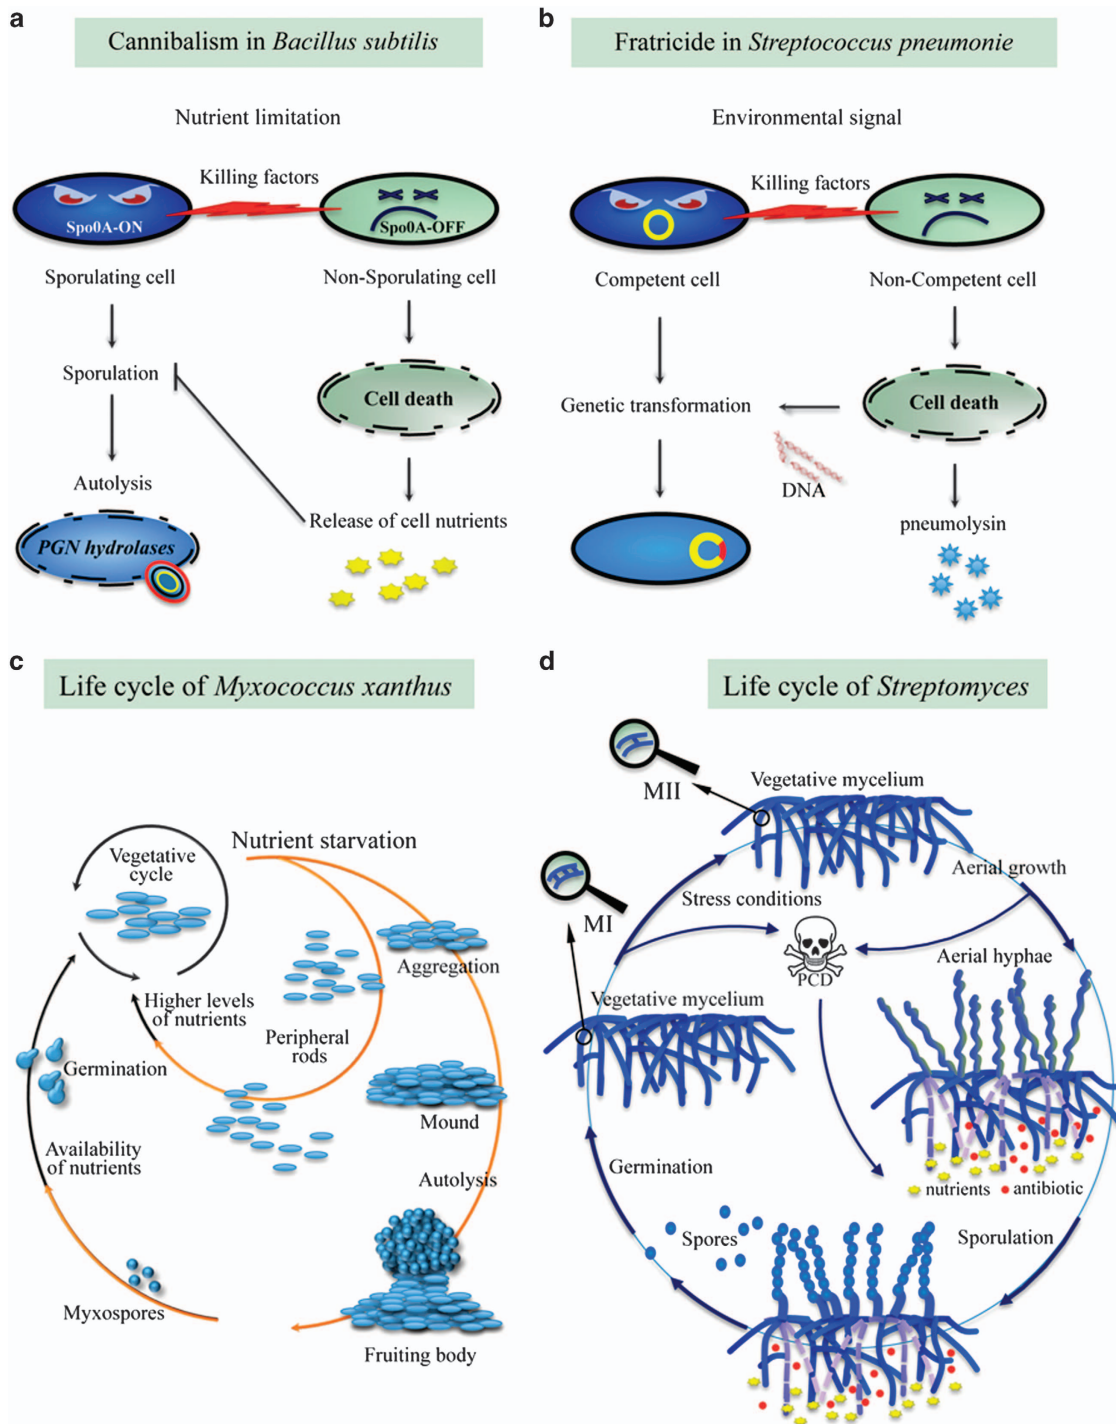 a
Cannibalism in Bacillus subtilis
Nutrient limitation
Killing factors
Spo0A-ON
Spo0A-OFF
Sporulating cell
Non-Sporulating cell
Sporulation
Cell death
Autolysis
Release of cell nutrients
PGN hydrolases
b
Fratricide in Streptococcus pneumonie
Environmental signal
Killing factors
Competent cell
Non-Competent cell
Genetic transformation
Cell death
DNA
pneumolysin
c
Life cycle of Myxococcus xanthus
Nutrient starvation
Vegetative
cycle
Aggregation
Higher levels
of nutrients
Peripheral
rods
Germination
Mound
Availability
of nutrients
Autolysis
Myxospores
Fruiting body
d
Life cycle of Streptomyces
Vegetative mycelium
MII
Aerial growth
Stress conditions
MI
PCD
Aerial hyphae
Vegetative mycelium
Germination
nutrients
antibiotic
Spores
Sporulation